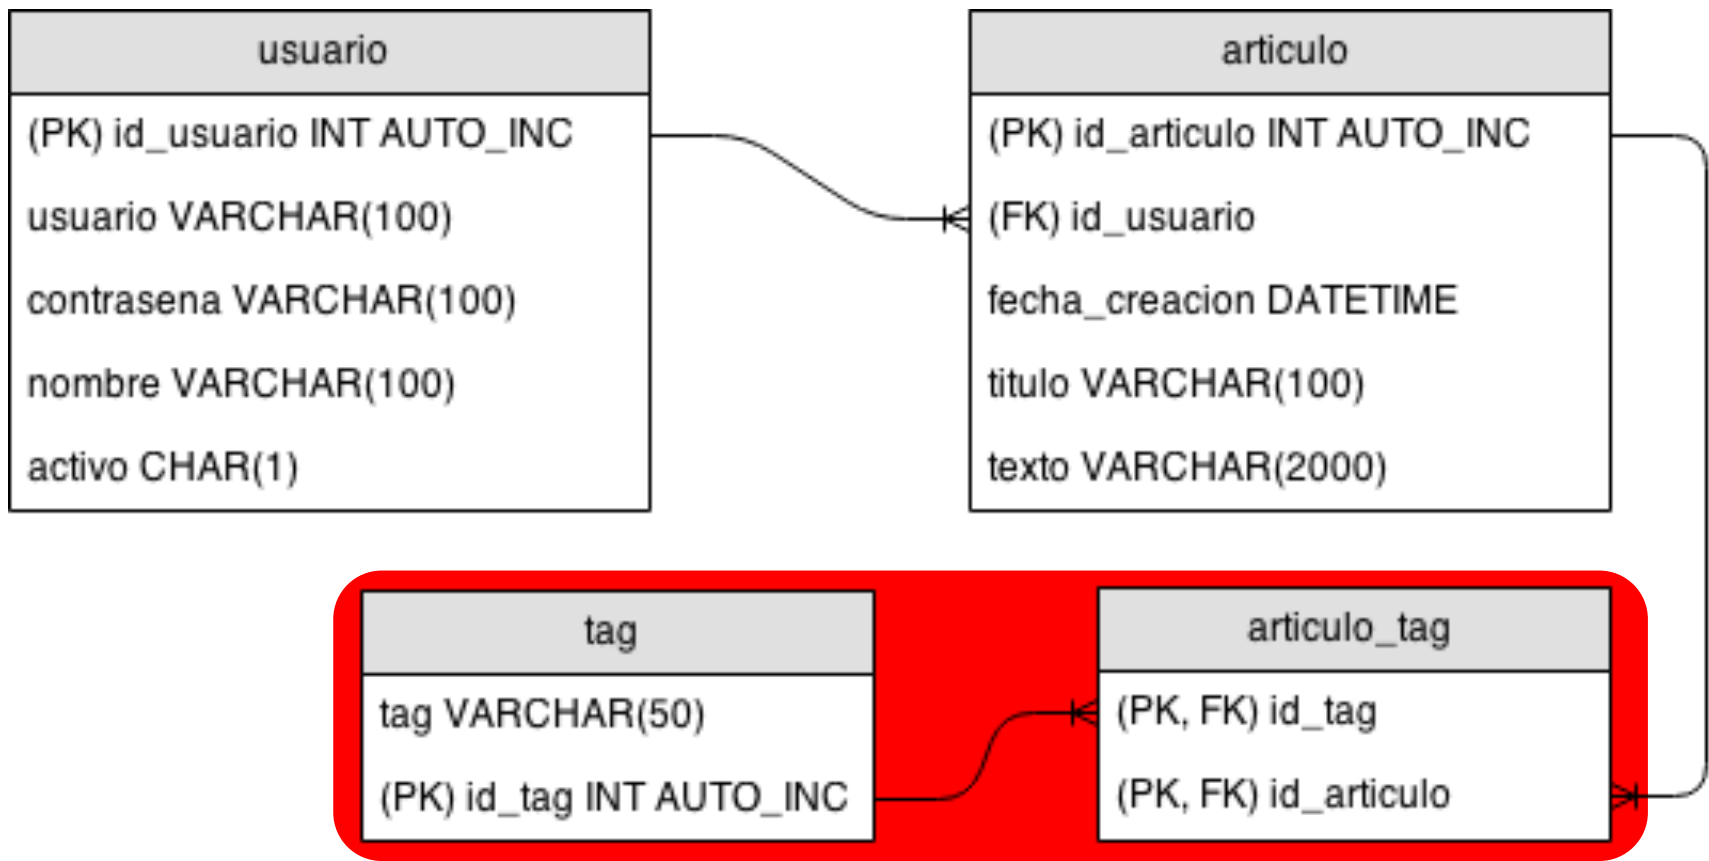 usuario
(PK) id_usuario INT AUTO_INC
usuario VARCHAR(100)
contrasena VARCHAR(100)
nombre VARCHAR(100)
activo CHAR(1)
articulo
(PK) id_articulo INT AUTO_INC
(FK) id_usuario
fecha_creacion DATETIME
titulo VARCHAR(100)
texto VARCHAR(2000)
tag
tag VARCHAR(50)
(PK) id_tag INT AUTO_INC
articulo_tag
(PK, FK) id_tag
(PK, FK) id_articulo